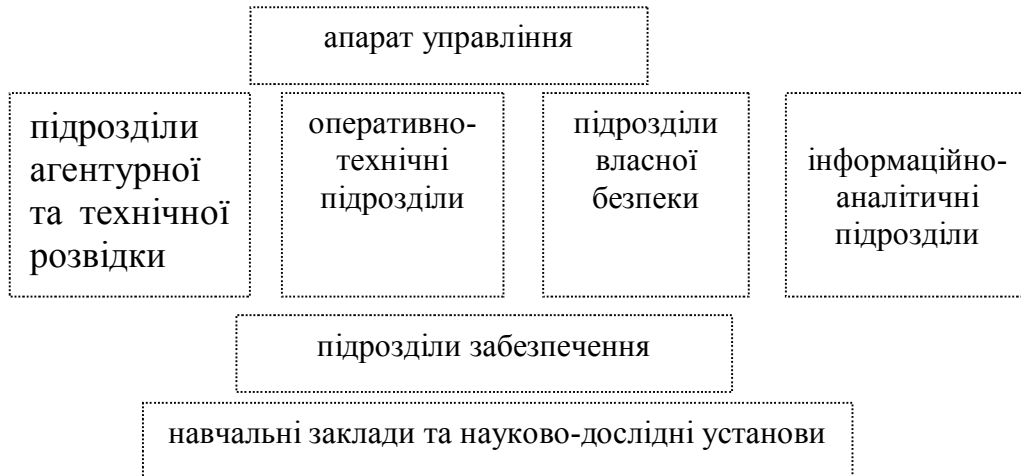 апарат управління
підрозділи
агентурної
та технічної
розвідки
оперативно-
технічні
підрозділи
підрозділи
власної
безпеки
інформаційно-
аналітичні
підрозділи
підрозділи забезпечення
навчальні заклади та науково-дослідні установи